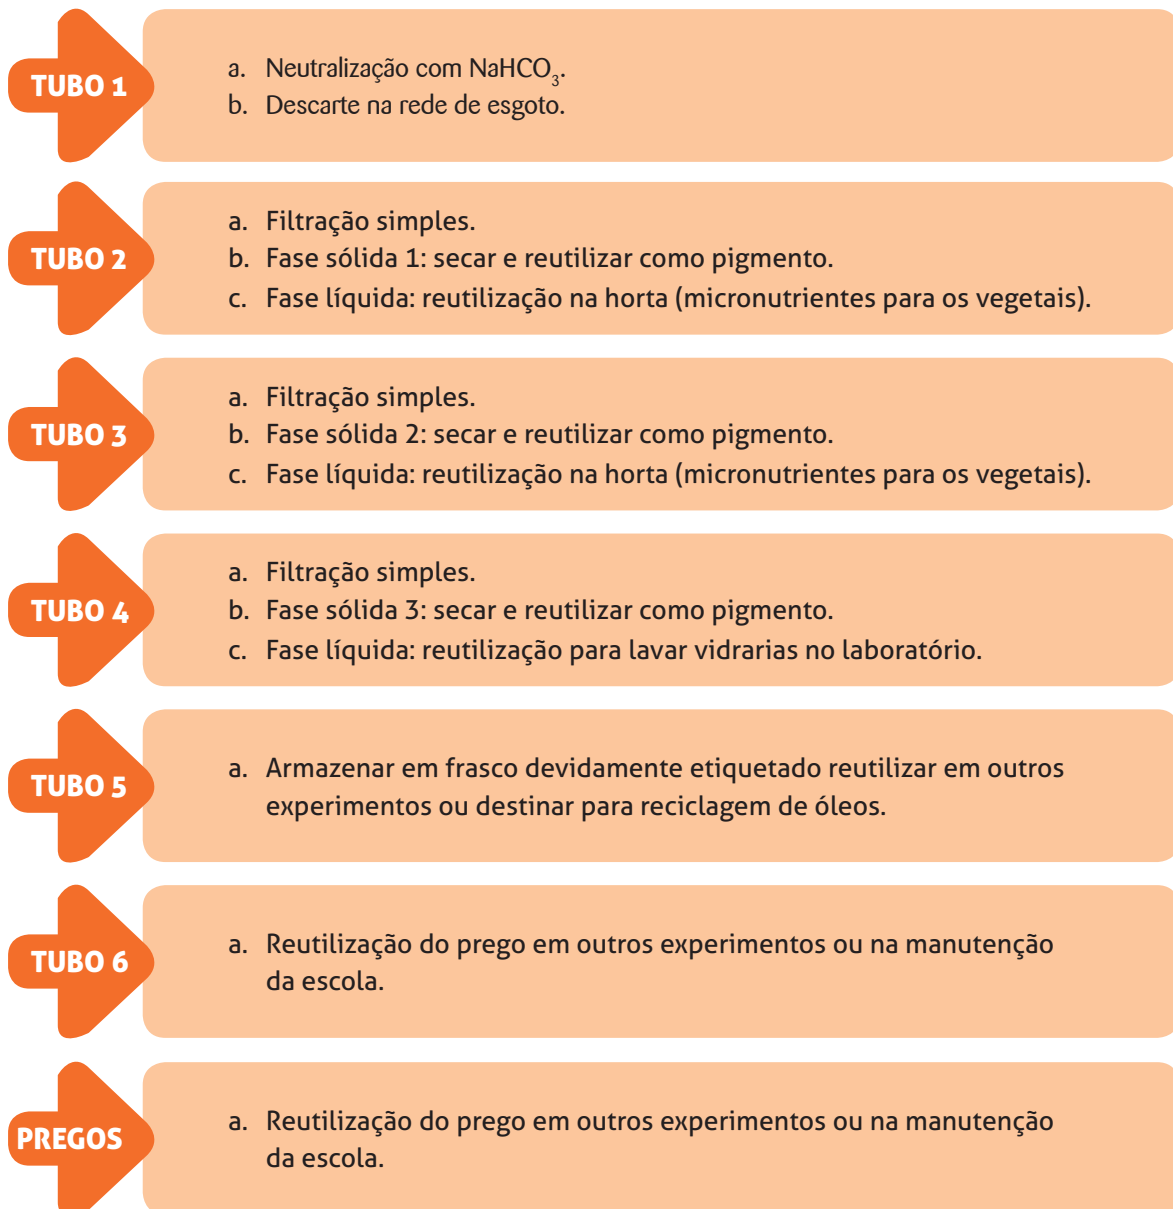 TUBO 1
a. Neutralização com NaHCO₃.
b. Descarte na rede de esgoto.
TUBO 2
a. Filtração simples.
b. Fase sólida 1: secar e reutilizar como pigmento.
c. Fase líquida: reutilização na horta (micronutrientes para os vegetais).
TUBO 3
a. Filtração simples.
b. Fase sólida 2: secar e reutilizar como pigmento.
c. Fase líquida: reutilização na horta (micronutrientes para os vegetais).
TUBO 4
a. Filtração simples.
b. Fase sólida 3: secar e reutilizar como pigmento.
c. Fase líquida: reutilização para lavar vidrarias no laboratório.
TUBO 5
a. Armazenar em frasco devidamente etiquetado reutilizar em outros
experimentos ou destinar para reciclagem de óleos.
TUBO 6
a. Reutilização do prego em outros experimentos ou na manutenção
da escola.
PREGOS
a. Reutilização do prego em outros experimentos ou na manutenção
da escola.